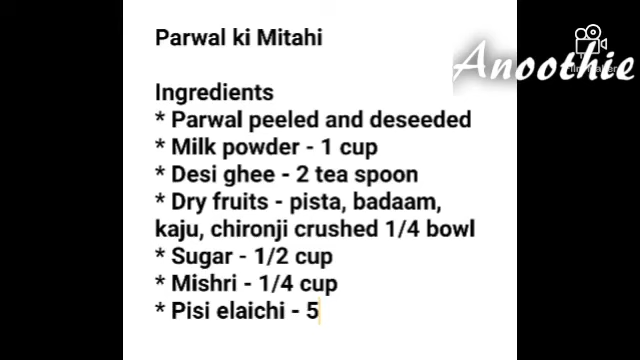 Parwal ki Mitahi
Anoothie
Ingredients
* Parwal peeled and deseeded
* Milk powder - 1 cup
* Desi ghee - 2 tea spoon
* Dry fruits - pista, badaam,
kaju, chironji crushed 1/4 bowl
* Sugar - 1/2 cup
* Mishri - 1/4 cup
* Pisi elaichi - 5